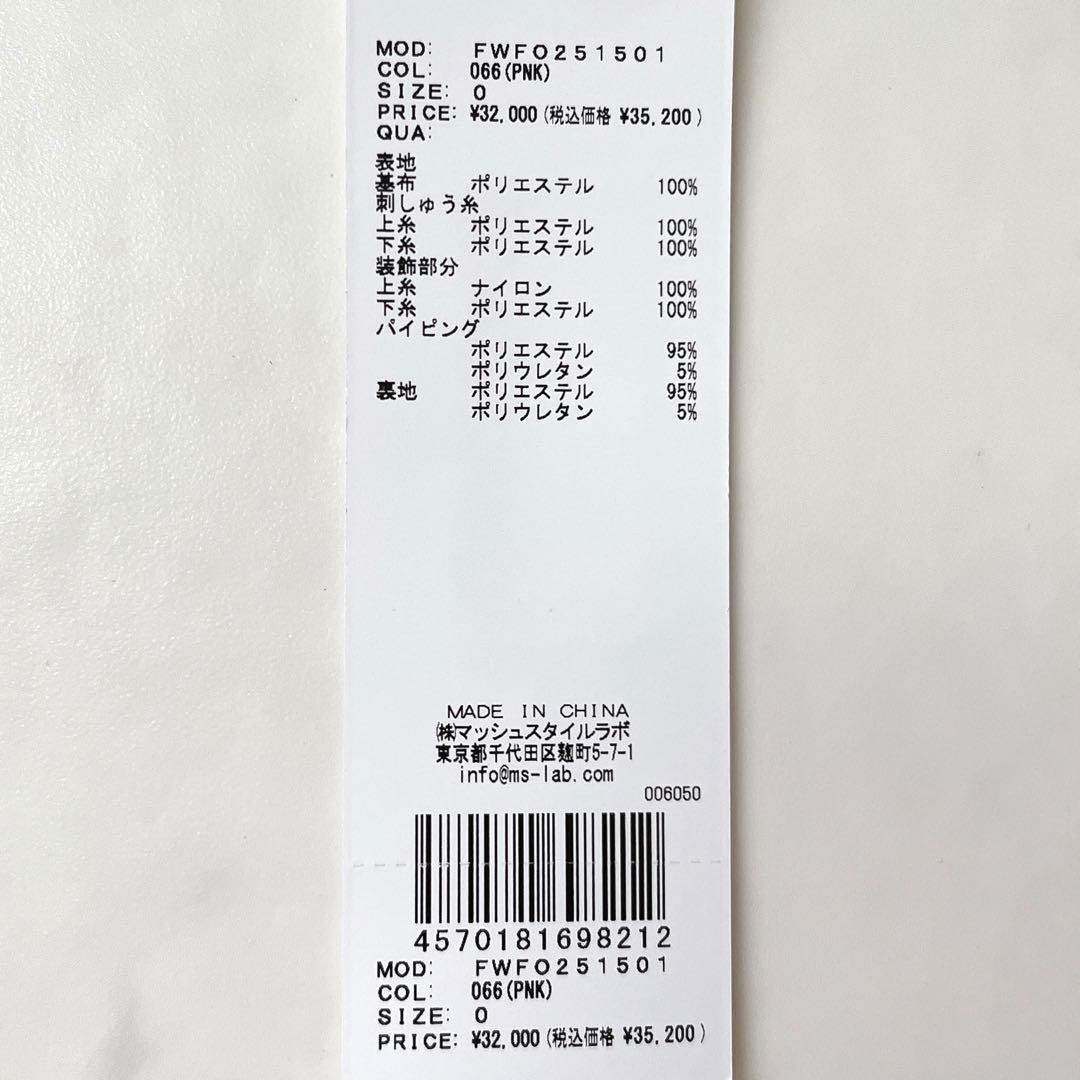 MOD: FWFO251501
COL: 066(PNK)
SIZE: 0
PRICE: ¥32,000(税込価格 ¥35,200)
QUA:
表地
基布 ポリエステル 100%
刺しゅう糸
上糸 ポリエステル 100%
下糸 ポリエステル 100%
装飾部分
上糸 ナイロン 100%
下糸 ポリエステル 100%
パイピング
ポリエステル 95%
ポリウレタン 5%
裏地 ポリエステル 95%
ポリウレタン 5%
MADE IN CHINA
㈱マッシュスタイルラボ
東京都千代田区麹町5-7-1
info@ms-lab.com
006050
4570181698212
MOD: FWFO251501
COL: 066(PNK)
SIZE: 0
PRICE: ¥32,000(税込価格 ¥35,200)